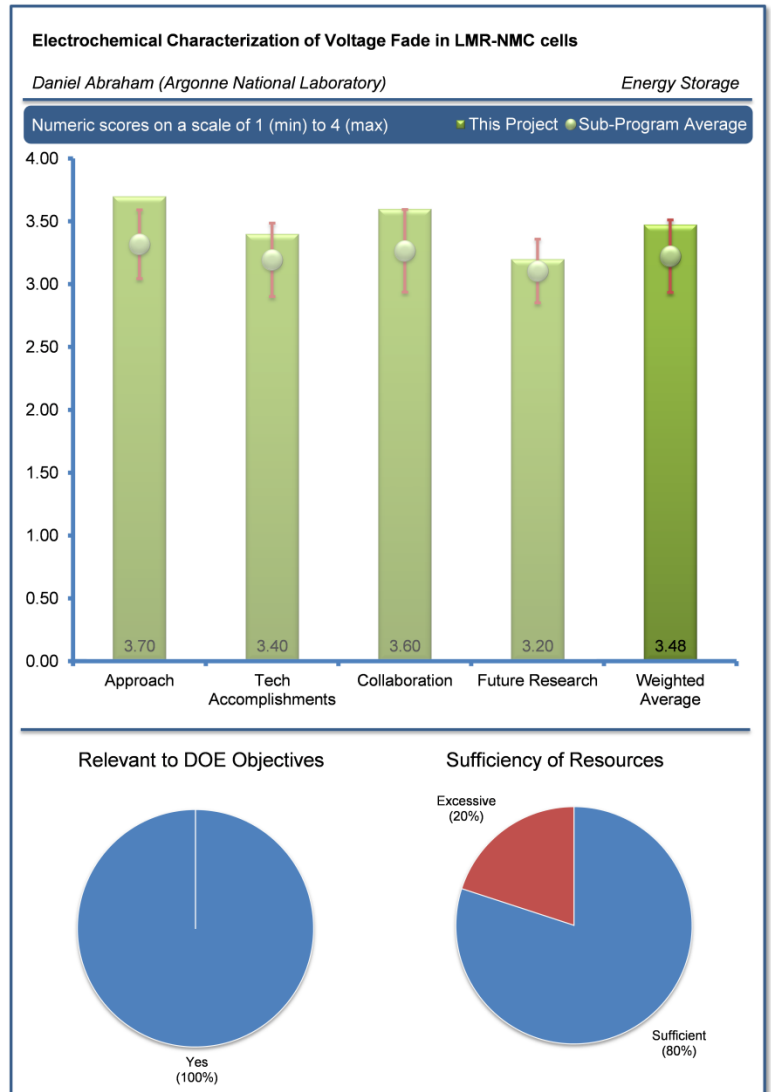 Electrochemical Characterization of Voltage Fade in LMR-NMC cells
Daniel Abraham (Argonne National Laboratory) Energy Storage
Numeric scores on a scale of 1 (min) to 4 (max) This Project Sub-Program Average
4.00
3.50
3.00
2.50
2.00
1.50
1.00
0.50
0.00
3.70 3.40 3.60 3.20 3.48
Approach Tech Accomplishments Collaboration Future Research Weighted Average
Relevant to DOE Objectives
Yes
(100%)
Sufficiency of Resources
Excessive
(20%)
Sufficient
(80%)